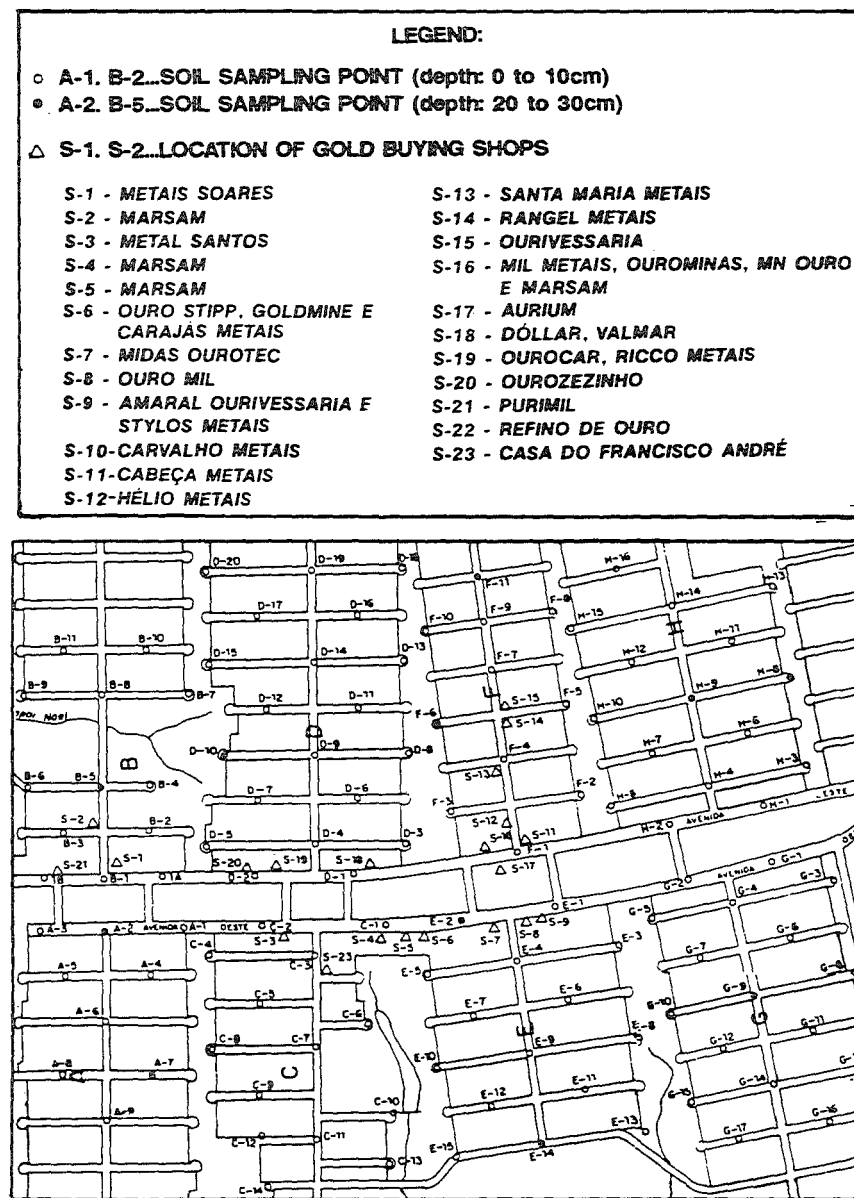 LEGEND:
A-1. B-2...SOIL SAMPLING POINT (depth: 0 to 10cm)
A-2. B-5...SOIL SAMPLING POINT (depth: 20 to 30cm)
S-1. S-2...LOCATION OF GOLD BUYING SHOPS
S-1 - METAIS SOARES
S-2 - MARSAM
S-3 - METAL SANTOS
S-4 - MARSAM
S-5 - MARSAM
S-6 - OURO STIPP, GOLDMINE E
CARAJÁS METAIS
S-7 - MIDAS OUROTEC
S-8 - OURO MIL
S-9 - AMARAL OURIVESSARIA E
STYLOS METAIS
S-10-CARVALHO METAIS
S-11-CABEÇA METAIS
S-12-HÉLIO METAIS
S-13 - SANTA MARIA METAIS
S-14 - RANGEL METAIS
S-15 - OURIVESSARIA
S-16 - MIL METAIS, OUROMINAS, MN OURO
E MARSAM
S-17 - AURIUM
S-18 - DÓLLAR, VALMAR
S-19 - OUROCAR, RICCO METAIS
S-20 - OUROZEZINHO
S-21 - PURIMIL
S-22 - REFINO DE OURO
S-23 - CASA DO FRANCISCO ANDRÉ
D-20 D-19 H-16
F-11 H-14 H-13
D-17 D-16 F-10 F-9 F-8 H-15
B-11 B-10 D-15 D-14 D-13 F-7 H-12 H-11 H
B-9 B-8 B-7 D-12 D-11 F S-15 F-5 H-10 H-9 H-8
F-6 S-14
B D-10 D D-9 D-8 F-4 H-7 H-6
B-6 B-5 B-4 D-7 D-6 S-13 F-2 H-4 H-3
F-3 H-1 LESTE
S-2 B-2 D-5 D-4 D-3 S-12 H-2 AVENIDA
B-3 S-11
S-21 S-1 S-20 S-19 S-18 F-1
B-1 1A D-2 D-1 S-17 AVENIDA G-1
G-2 G-4 G-3
A-3 A-2 AVENIDA A-1 OESTE C-2 C-1 E-2 E-1 S-9 G-5
C-4 S-3 S-4 S-5 S-6 S-7 S-8 G-6
A-5 A-4 C-3 S-23 E-5 E-4 E-3 G-7
C-5 E-7 E-6 G-10 G-9
A-6 C-6 E E-8 G G-11
C-8 C-7 E-10 E-9 G-12
A-8 A A-7 C C-9 E-12 E-11 G-14
A-9 C-10 G-15 G-16
C-12 C-11 E-15 E-14 E-13 G-17
C-14 C-13